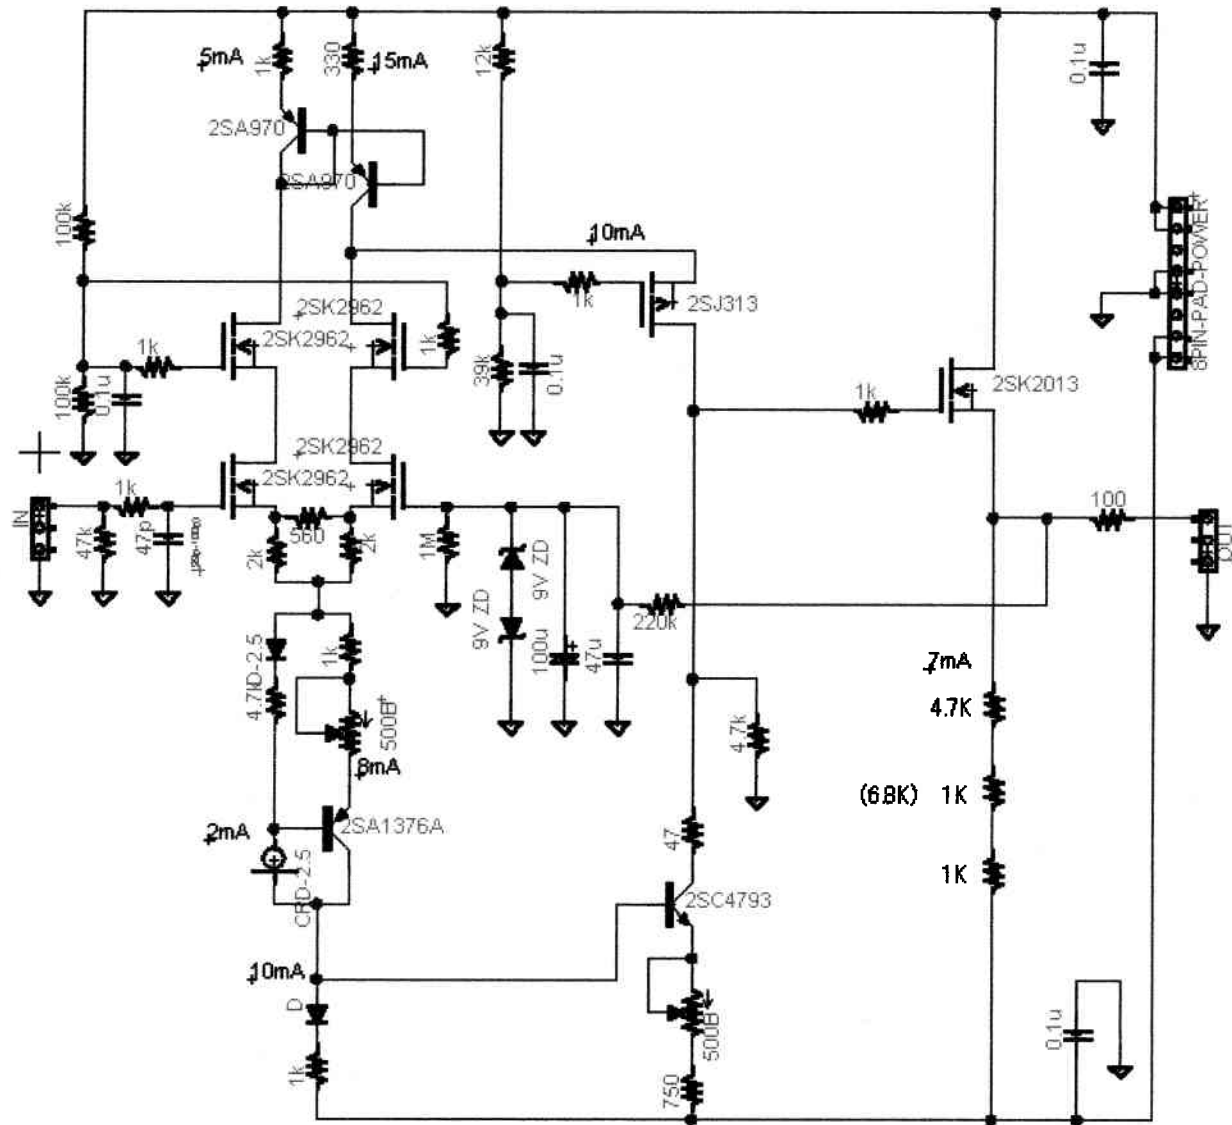 5mA
1k
330
15mA
12k
0.1u
2SA970
2SA970
100k
10mA
8PIN-PAD-POWER
1k
2SJ313
2SK2962
2SK2962
1k
1k
39k
0.1u
100k
0.1u
1k
2SK2013
2SK2962
2SK2962
IN
1k
47k
47p
560
2k
2k
1M
9V ZD
9V ZD
100u
47u
220k
100
OUT
D-2.5
4.7k
1k
500B
8mA
7mA
4.7K
4.7k
(6.8K) 1K
2mA
2SA1376A
CRD-2.5
47
1K
2SC4793
10mA
D
500B
0.1u
1k
750